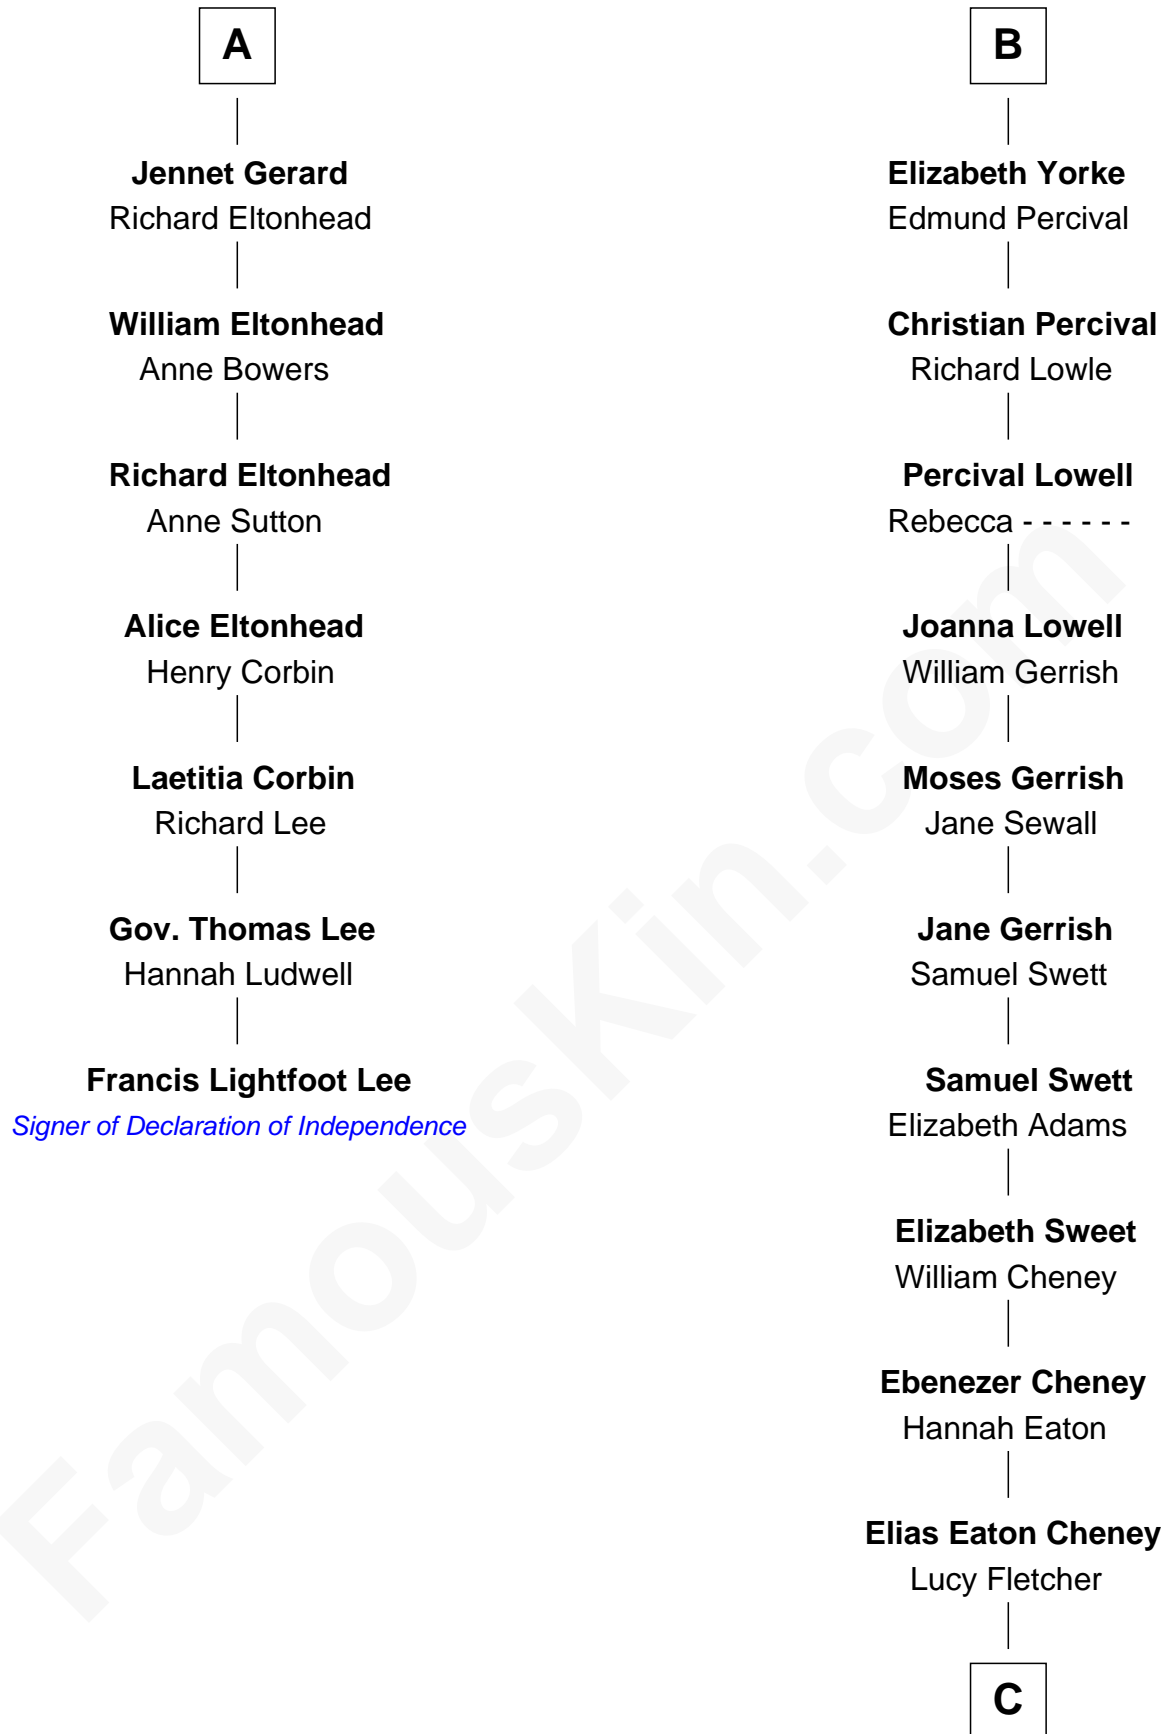 A
Jennet Gerard
Richard Eltonhead
William Eltonhead
Anne Bowers
Richard Eltonhead
Anne Sutton
Alice Eltonhead
Henry Corbin
Laetitia Corbin
Richard Lee
Gov. Thomas Lee
Hannah Ludwell
Francis Lightfoot Lee
Signer of Declaration of Independence
B
Elizabeth Yorke
Edmund Percival
Christian Percival
Richard Lowle
Percival Lowell
Rebecca - - - - - -
Joanna Lowell
William Gerrish
Moses Gerrish
Jane Sewall
Jane Gerrish
Samuel Swett
Samuel Swett
Elizabeth Adams
Elizabeth Sweet
William Cheney
Ebenezer Cheney
Hannah Eaton
Elias Eaton Cheney
Lucy Fletcher
C
FamousKin.com